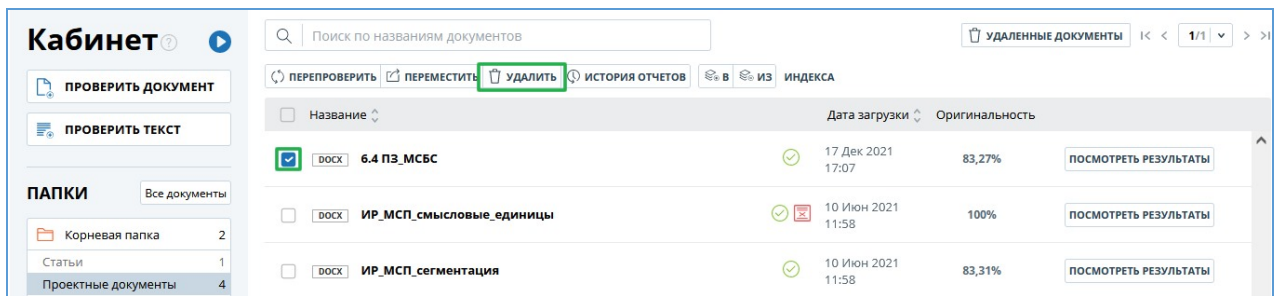 Кабинет ?
ПРОВЕРИТЬ ДОКУМЕНТ
ПРОВЕРИТЬ ТЕКСТ
ПАПКИ Все документы
Корневая папка 2
Статьи 1
Проектные документы 4
Поиск по названиям документов
УДАЛЕННЫЕ ДОКУМЕНТЫ |< < 1/1 > >|
ПЕРЕПРОВЕРИТЬ ПЕРЕМЕСТИТЬ УДАЛИТЬ ИСТОРИЯ ОТЧЕТОВ В ИЗ ИНДЕКСА
Название Дата загрузки Оригинальность
DOCX 6.4 ПЗ_МСБС 17 Дек 2021 83,27% ПОСМОТРЕТЬ РЕЗУЛЬТАТЫ
17:07
DOCX ИР_МСП_смысловые_единицы 10 Июн 2021 100% ПОСМОТРЕТЬ РЕЗУЛЬТАТЫ
11:58
DOCX ИР_МСП_сегментация 10 Июн 2021 83,31% ПОСМОТРЕТЬ РЕЗУЛЬТАТЫ
11:58